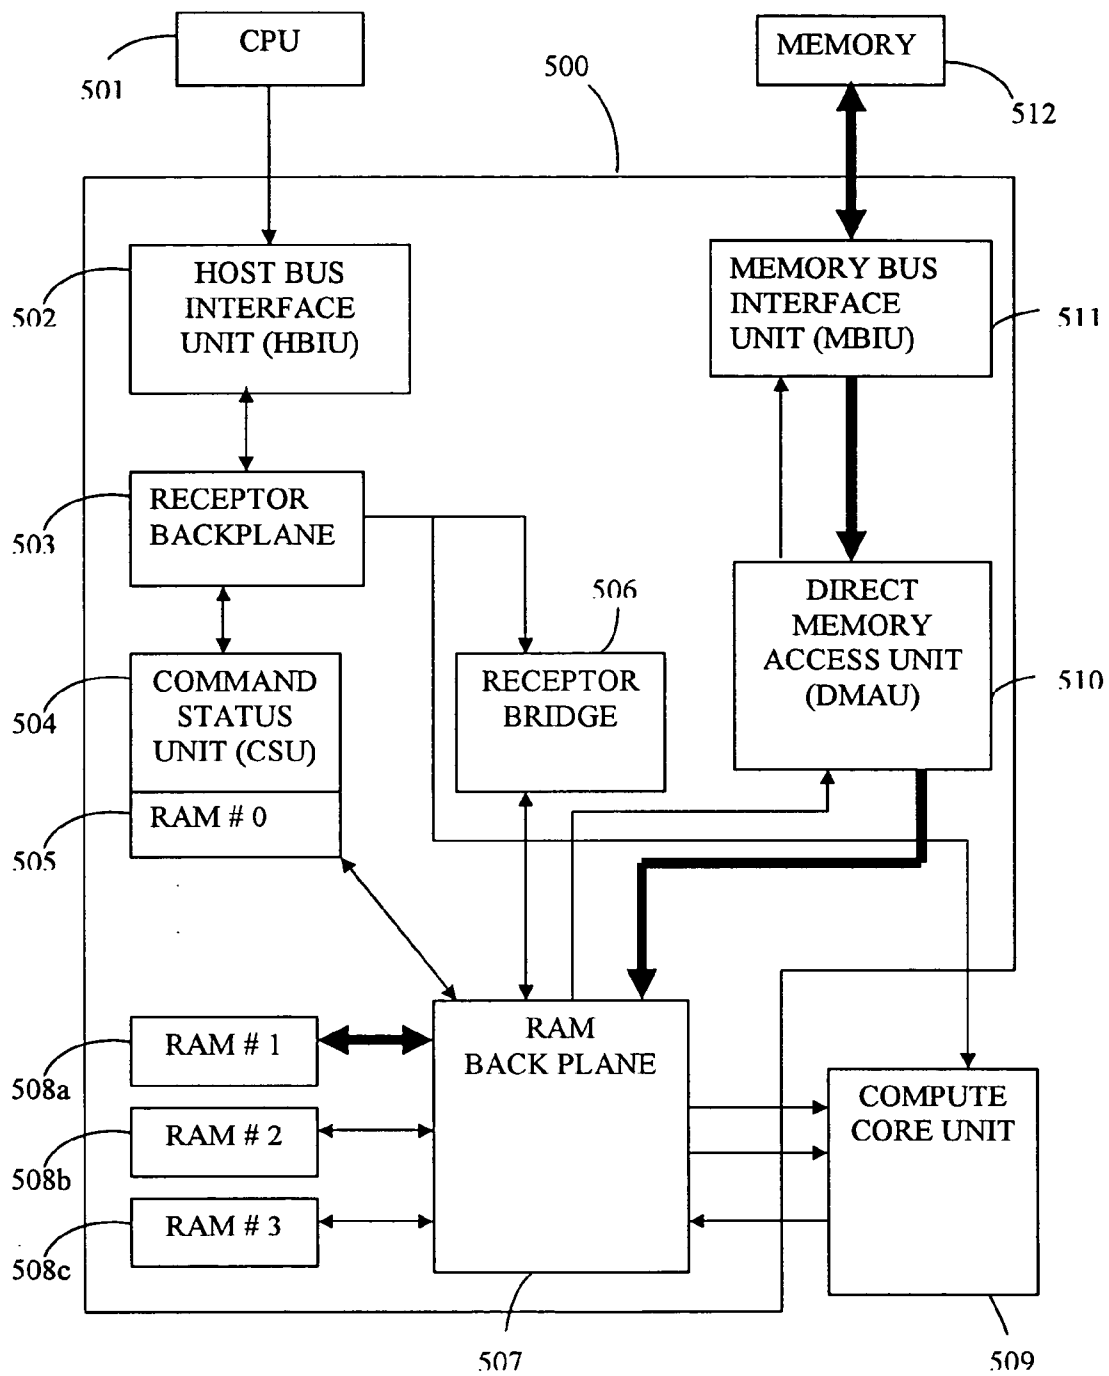 CPU
501
500
MEMORY
512
HOST BUS
INTERFACE
UNIT (HBIU)
502
MEMORY BUS
INTERFACE
UNIT (MBIU)
511
RECEPTOR
BACKPLANE
503
506
DIRECT
MEMORY
ACCESS UNIT
(DMAU)
510
COMMAND
STATUS
UNIT (CSU)
504
RECEPTOR
BRIDGE
RAM # 0
505
RAM
BACK PLANE
RAM # 1
508a
RAM # 2
508b
RAM # 3
508c
COMPUTE
CORE UNIT
507
509